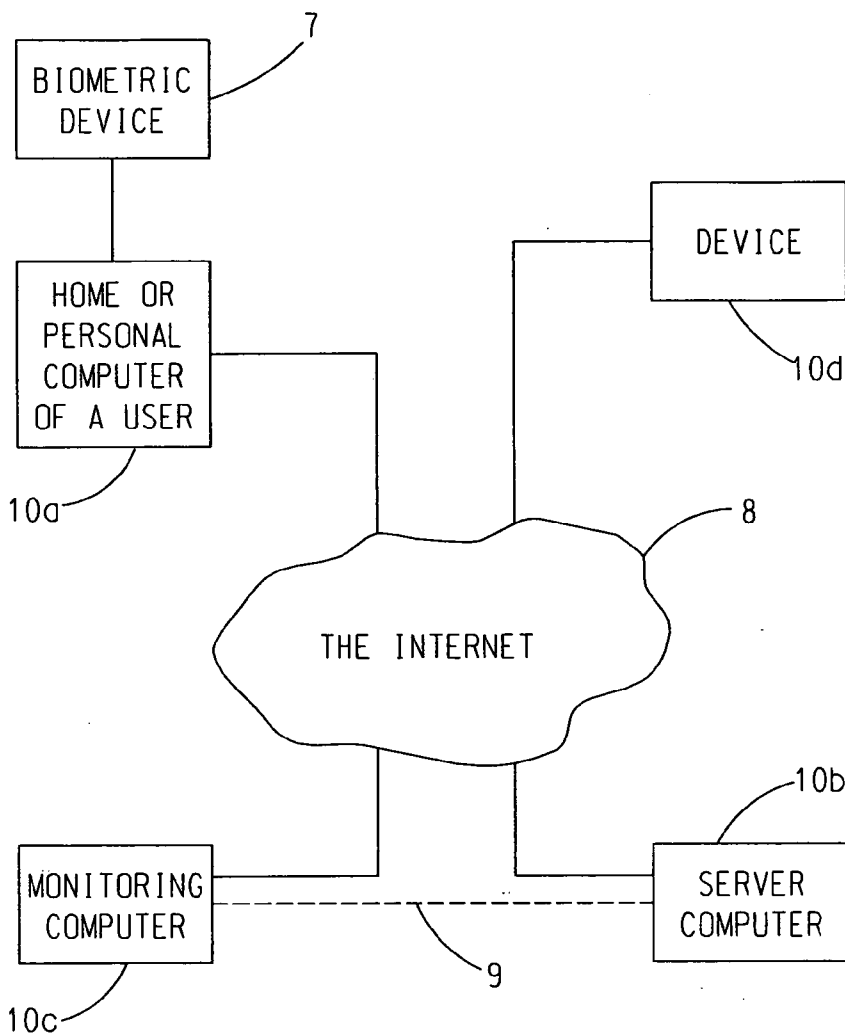 7
BIOMETRIC
DEVICE
DEVICE
HOME OR
PERSONAL
COMPUTER
OF A USER
10d
10a
8
THE INTERNET
10b
MONITORING
COMPUTER
SERVER
COMPUTER
9
10c